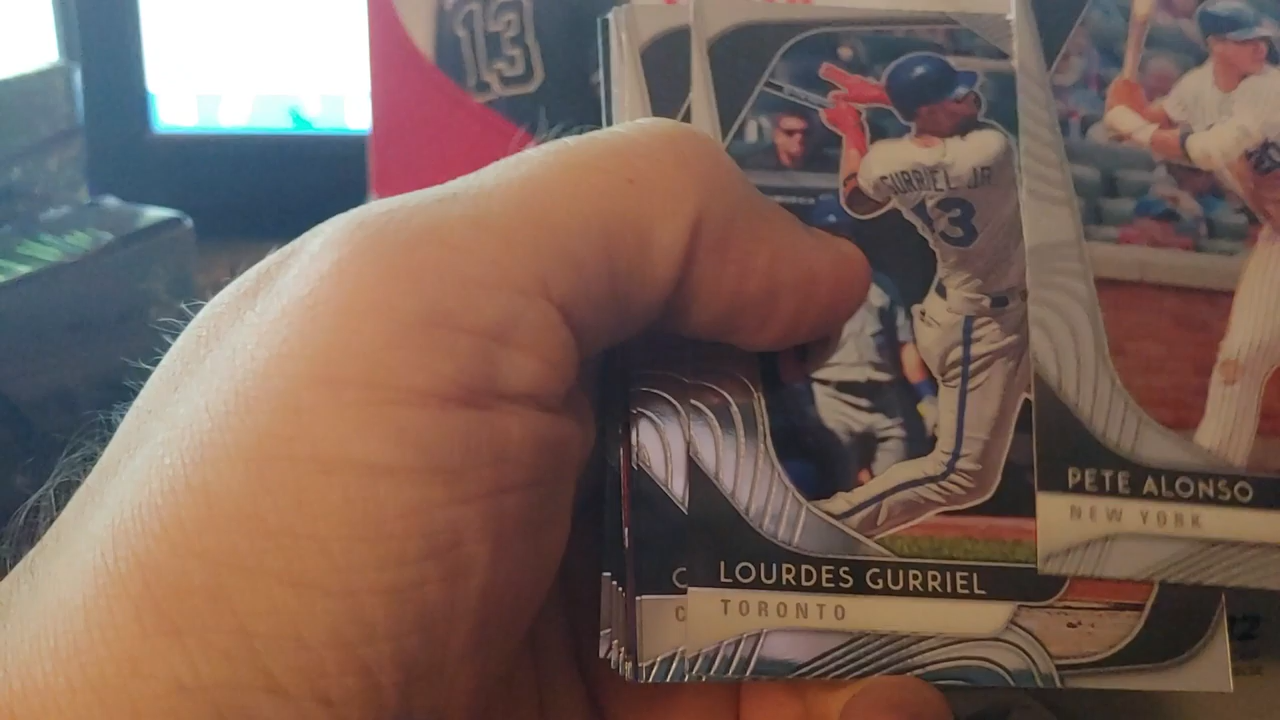 13
GURRIEL JR
13
PETE ALONSO
NEW YORK
LOURDES GURRIEL
TORONTO
C
C